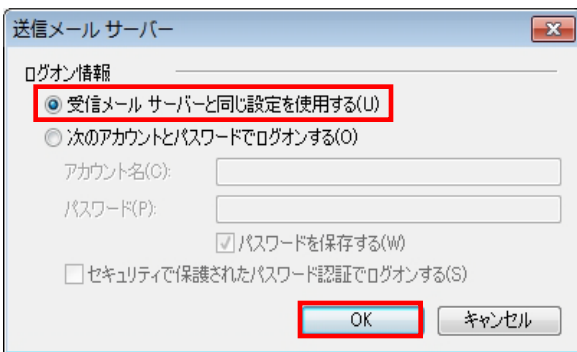 送信メール サーバー
ログオン情報
受信メール サーバーと同じ設定を使用する(U)
次のアカウントとパスワードでログオンする(O)
アカウント名(C):
パスワード(P):
パスワードを保存する(W)
セキュリティで保護されたパスワード認証でログオンする(S)
OK キャンセル